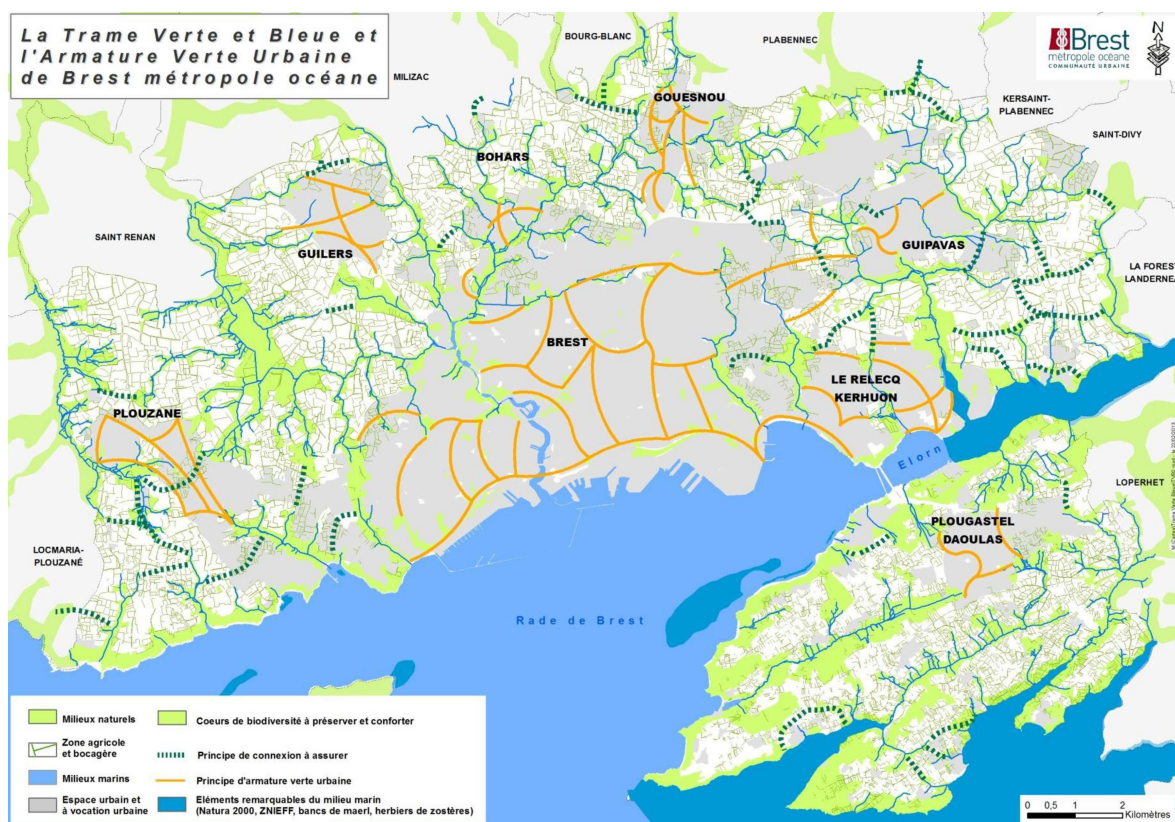 La Trame Verte et Bleue et
l'Armature Verte Urbaine
de Brest métropole océane
BOURG-BLANC
PLABENNEC
Brest
métropole océane
COMMUNAUTÉ URBAINE
N
MILIZAC
GOUESNOU
KERSAINT-
PLABENNEC
SAINT-DIVY
BOHARS
SAINT RENAN
GUILERS
GUIPAVAS
LA FOREST
LANDERNEA
BREST
LE RELECQ
KERHUON
PLOUZANE
Elorn
LOPERHET
PLOUGASTEL
DAOULAS
LOCMARIA-
PLOUZANÉ
Rade de Brest
Milieux naturels
Coeurs de biodiversité à préserver et conforter
Zone agricole
et bocagère
Principe de connexion à assurer
Milieux marins
Principe d'armature verte urbaine
Espace urbain et
à vocation urbaine
Eléments remarquables du milieu marin
(Natura 2000, ZNIEFF, bancs de maerl, herbiers de zostères)
0 0,5 1 2
Kilomètres